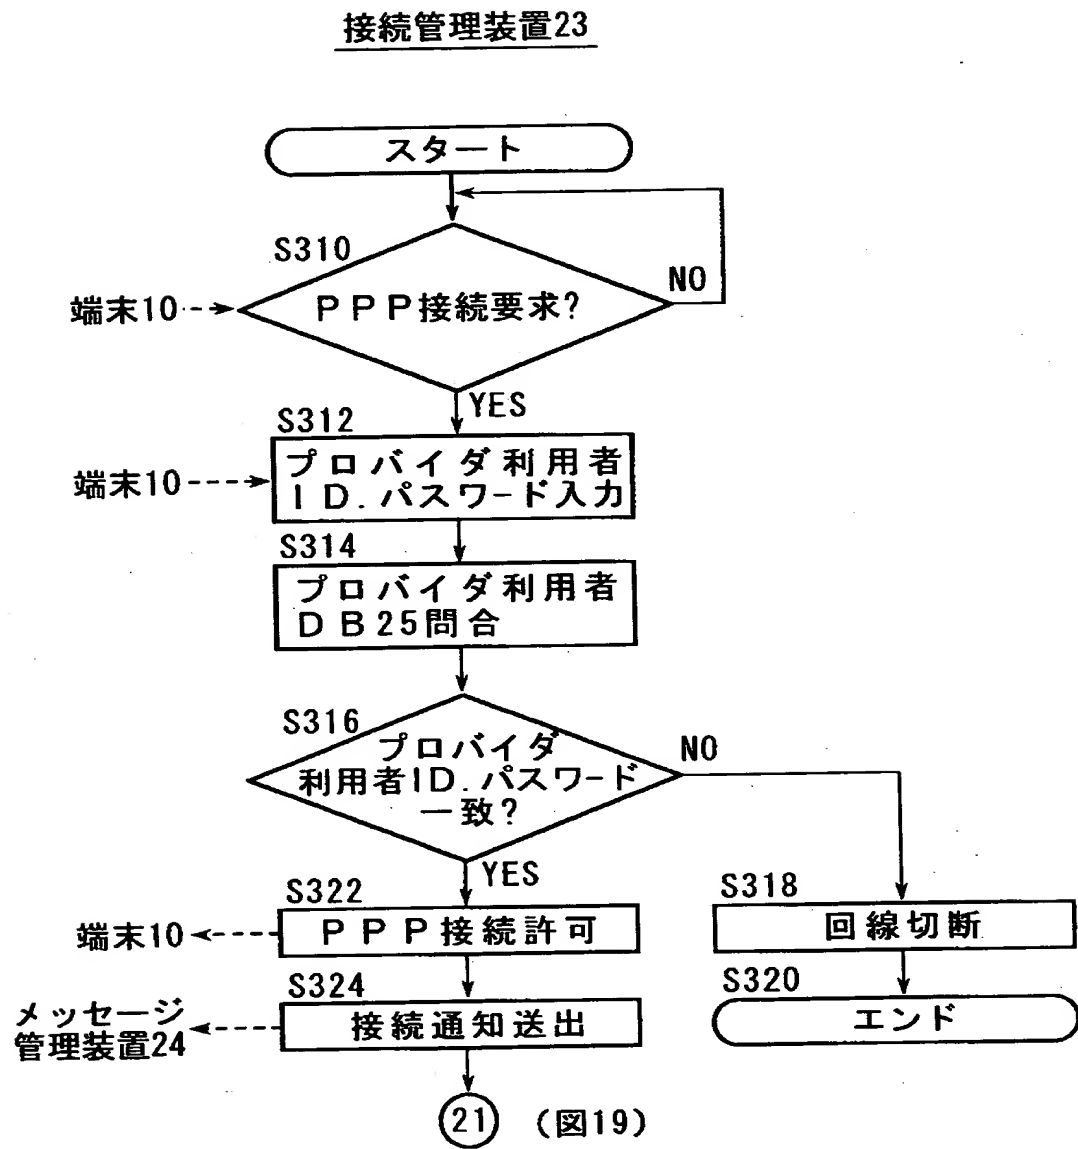 接続管理装置23
スタート
S310
NO
端末10
PPP接続要求?
YES
S312
端末10
プロバイダ利用者
ID.パスワード入力
S314
プロバイダ利用者
DB25問合
S316
NO
プロバイダ
利用者ID.パスワード
一致?
YES
S322
端末10
PPP接続許可
S318
回線切断
S324
メッセージ
管理装置24
接続通知送出
S320
エンド
21
(図19)